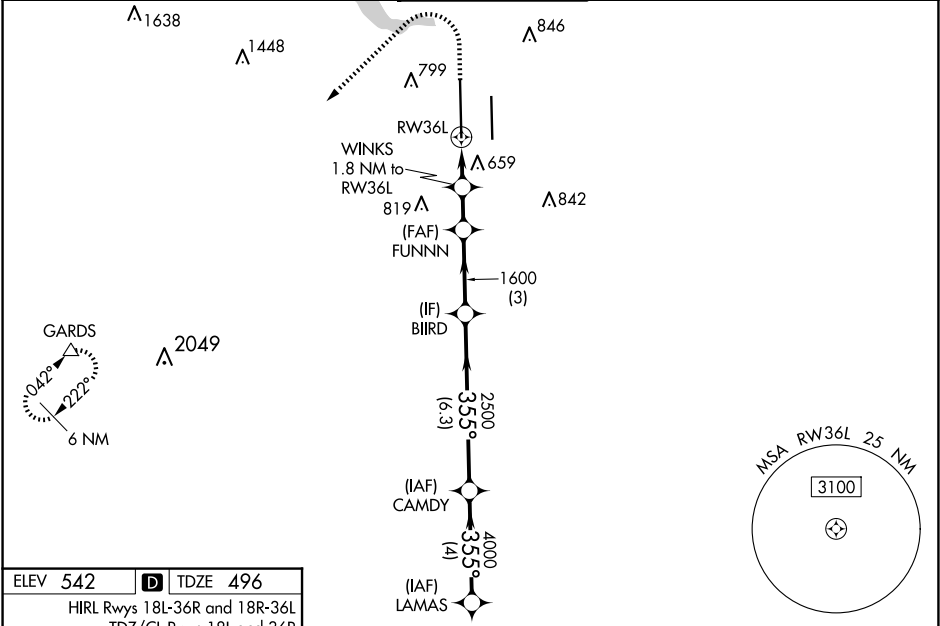 1638
1448
846
799
RW36L
WINKS
1.8 NM to
RW36L
659
819
842
(FAF)
FUNNN
1600
(3)
(IF)
BIIRD
GARDS
2049
042°
222°
6 NM
2500
355°
(6.3)
MSA RW36L 25 NM
3100
(IAF)
CAMDY
4000
355°
(4)
(IAF)
LAMAS
ELEV 542 D TDZE 496
HIRL Rwys 18L-36R and 18R-36L